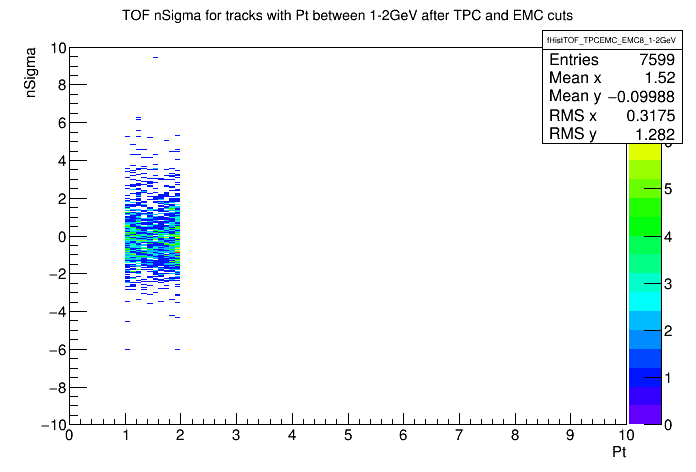 TOF nSigma for tracks with Pt between 1-2GeV after TPC and EMC cuts
fHistTOF_TPCEMC_EMC8_1-2GeV
Entries 7599
Mean x 1.52
Mean y −0.09988
RMS x 0.3175
RMS y 1.282
nSigma
10
8
6
4
2
0
−2
−4
−6
−8
−10
0 1 2 3 4 5 6 7 8 9 10
Pt
5
4
3
2
1
0